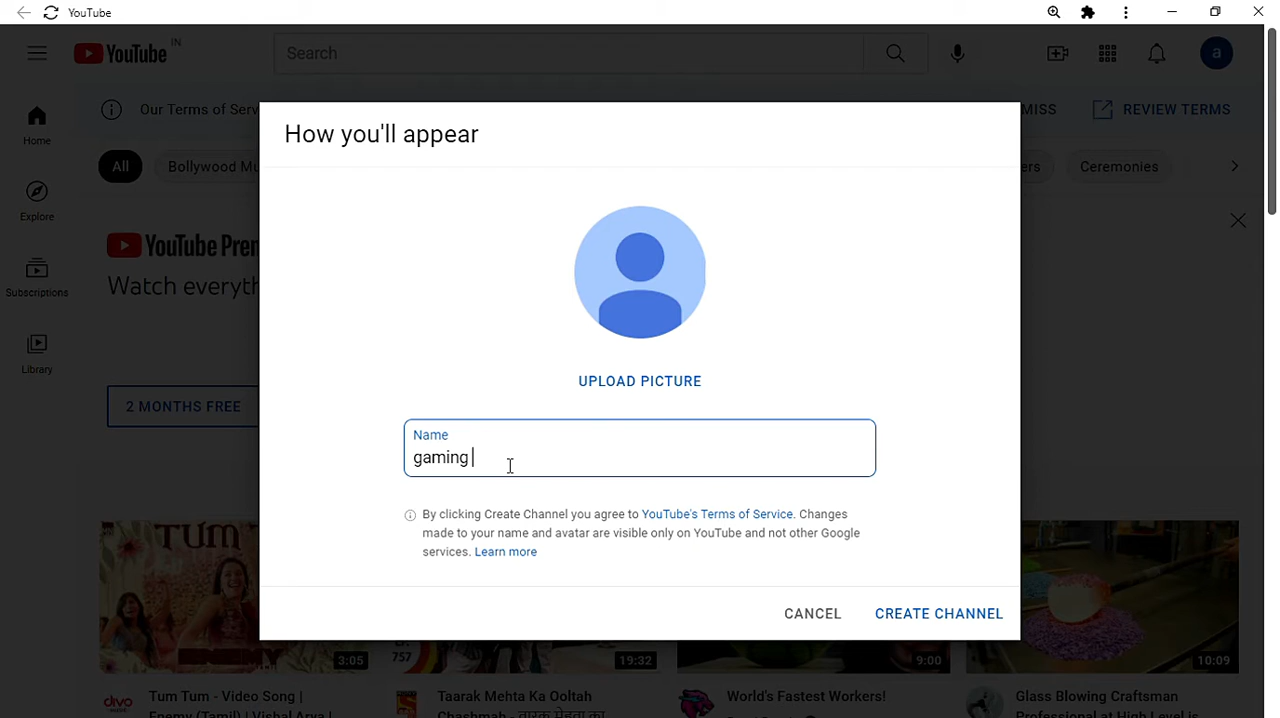 YouTube
YouTube IN
Search
a
Our Terms of Serv
MISS
REVIEW TERMS
Home
All
Bollywood Mu
ers
Ceremonies
How you'll appear
Explore
YouTube Prem
Watch everyth
Subscriptions
Library
UPLOAD PICTURE
2 MONTHS FREE
Name
gaming
By clicking Create Channel you agree to YouTube's Terms of Service. Changes
made to your name and avatar are visible only on YouTube and not other Google
services. Learn more
CANCEL
CREATE CHANNEL
TUM
757
3:05
19:32
9:00
10:09
divo
music
Tum Tum - Video Song |
Enemy (Tamil) | Vishal Arya |
Taarak Mehta Ka Ooltah
Chashmah - तारक मेहता का
World's Fastest Workers!
Glass Blowing Craftsman
Professional at High Level is